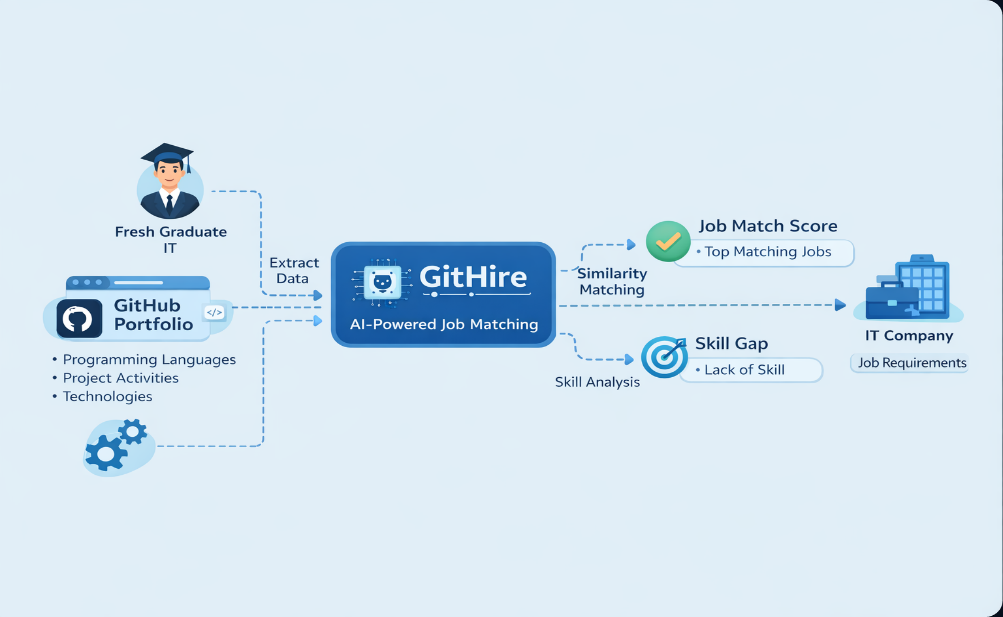 Fresh Graduate
IT
GitHub
Portfolio
</>
• Programming Languages
• Project Activities
• Technologies
Extract
Data
GitHire
AI-Powered Job Matching
Similarity
Matching
Skill Analysis
Job Match Score
• Top Matching Jobs
Skill Gap
• Lack of Skill
IT Company
Job Requirements